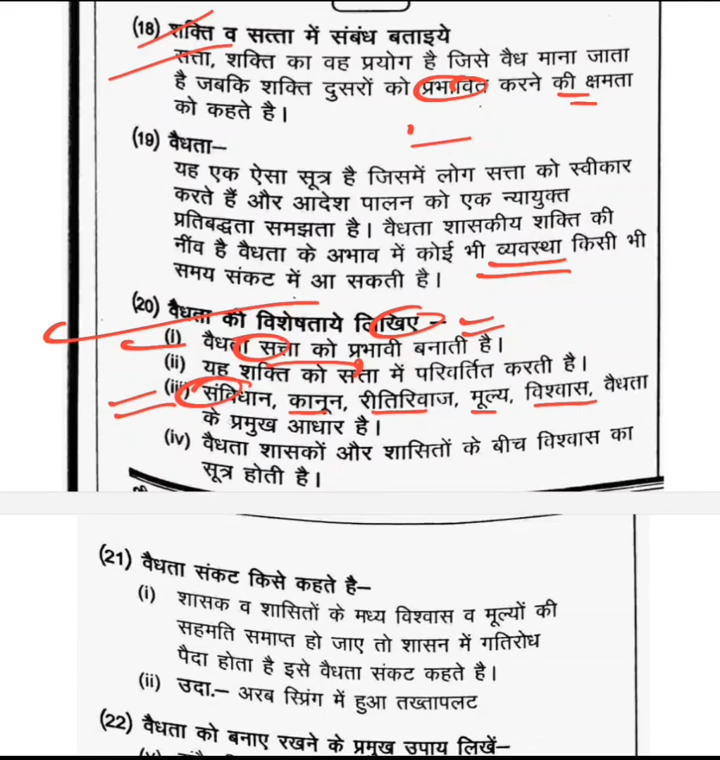 (18) शक्ति व सत्ता में संबंध बताइये
सत्ता, शक्ति का वह प्रयोग है जिसे वैध माना जाता
है जबकि शक्ति दुसरों को प्रभावित करने की क्षमता
को कहते है।
(19) वैधता–
यह एक ऐसा सूत्र है जिसमें लोग सत्ता को स्वीकार
करते हैं और आदेश पालन को एक न्यायुक्त
प्रतिबद्धता समझता है। वैधता शासकीय शक्ति की
नींव है वैधता के अभाव में कोई भी व्यवस्था किसी भी
समय संकट में आ सकती है।
(20) वैधता की विशेषताये लिखिए –
(i) वैधता सत्ता को प्रभावी बनाती है।
(ii) यह शक्ति को सत्ता में परिवर्तित करती है।
(iii) संविधान, कानून, रीतिरिवाज, मूल्य, विश्वास, वैधता
के प्रमुख आधार है।
(iv) वैधता शासकों और शासितों के बीच विश्वास का
सूत्र होती है।
(21) वैधता संकट किसे कहते है–
(i) शासक व शासितों के मध्य विश्वास व मूल्यों की
सहमति समाप्त हो जाए तो शासन में गतिरोध
पैदा होता है इसे वैधता संकट कहते है।
(ii) उदा.– अरब स्प्रिंग में हुआ तख्तापलट
(22) वैधता को बनाए रखने के प्रमुख उपाय लिखें–